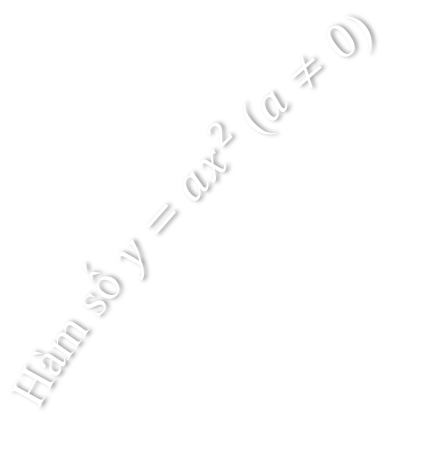 Hàm số y = ax² (a ≠ 0)